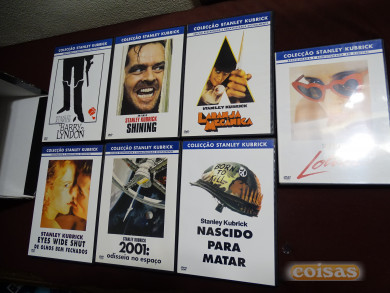 COLECÇÃO STANLEY KUBRICK
BARRY
LYNDON
COLECÇÃO STANLEY KUBRICK
STANLEY KUBRICK
SHINING
COLECÇÃO STANLEY KUBRICK
STANLEY KUBRICK
LARANJA
MECÂNICA
COLECÇÃO STANLEY KUBRICK
COLECÇÃO STANLEY KUBRICK
STANLEY KUBRICK
EYES WIDE SHUT
DE OLHOS BEM FECHADOS
COLECÇÃO STANLEY KUBRICK
STANLEY KUBRICK
2001:
odisseia no espaço
COLECÇÃO STANLEY KUBRICK
BORN
TO
KILL
Stanley Kubrick
NASCIDO
PARA
MATAR
coisas